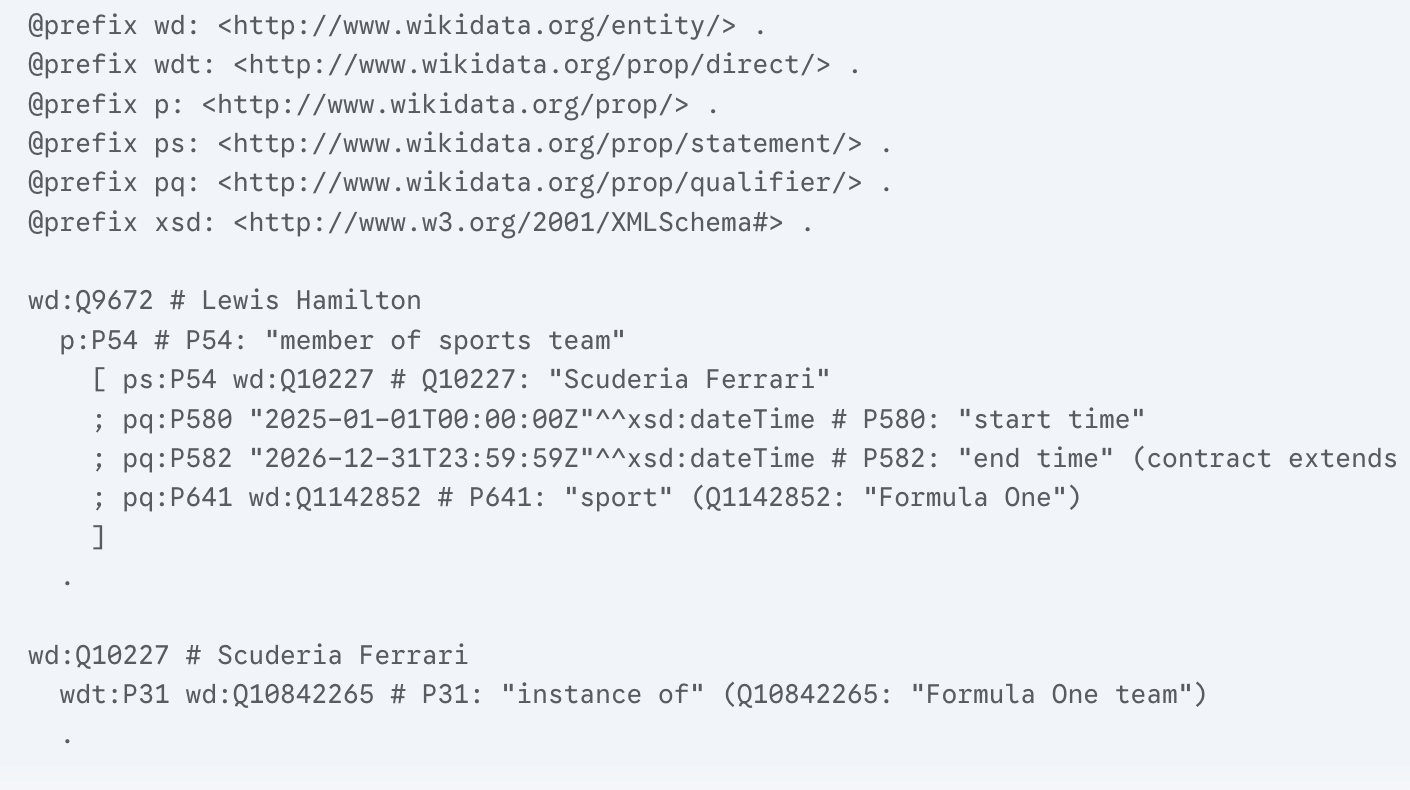 @prefix wd: <http://www.wikidata.org/entity/> .
@prefix wdt: <http://www.wikidata.org/prop/direct/> .
@prefix p: <http://www.wikidata.org/prop/> .
@prefix ps: <http://www.wikidata.org/prop/statement/> .
@prefix pq: <http://www.wikidata.org/prop/qualifier/> .
@prefix xsd: <http://www.w3.org/2001/XMLSchema#> .
wd:Q9672 # Lewis Hamilton
p:P54 # P54: "member of sports team"
[ ps:P54 wd:Q10227 # Q10227: "Scuderia Ferrari"
; pq:P580 "2025-01-01T00:00:00Z"^^xsd:dateTime # P580: "start time"
; pq:P582 "2026-12-31T23:59:59Z"^^xsd:dateTime # P582: "end time" (contract extends
; pq:P641 wd:Q1142852 # P641: "sport" (Q1142852: "Formula One")
]
.
wd:Q10227 # Scuderia Ferrari
wdt:P31 wd:Q10842265 # P31: "instance of" (Q10842265: "Formula One team")
.